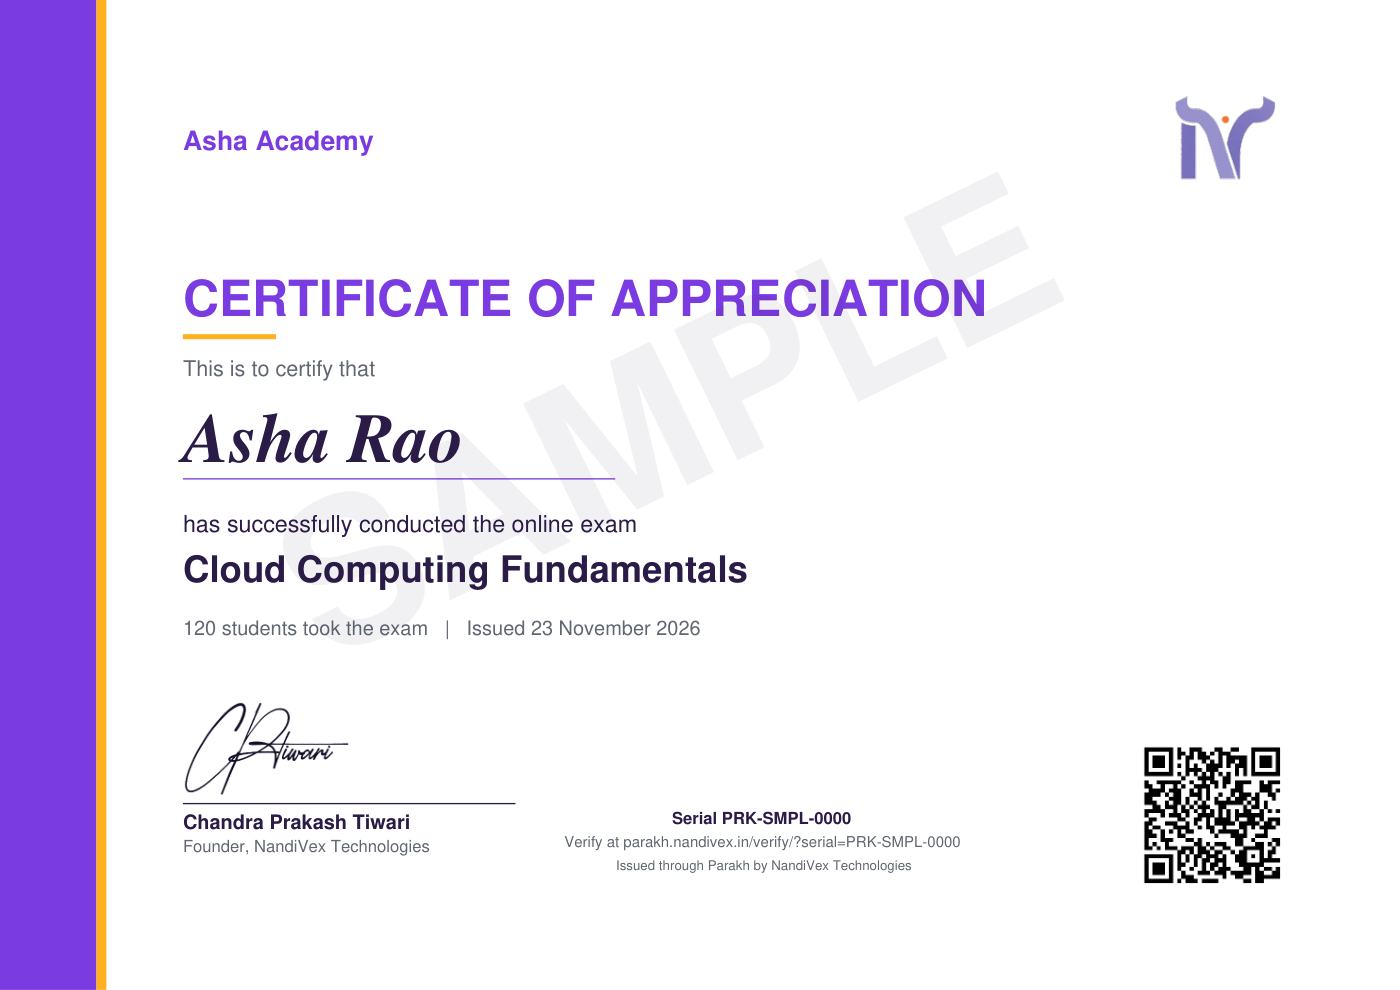 Asha Academy
CERTIFICATE OF APPRECIATION
This is to certify that
Asha Rao
has successfully conducted the online exam
Cloud Computing Fundamentals
120 students took the exam | Issued 23 November 2026
SAMPLE
CPTiwari
Chandra Prakash Tiwari
Founder, NandiVex Technologies
Serial PRK-SMPL-0000
Verify at parakh.nandivex.in/verify/?serial=PRK-SMPL-0000
Issued through Parakh by NandiVex Technologies